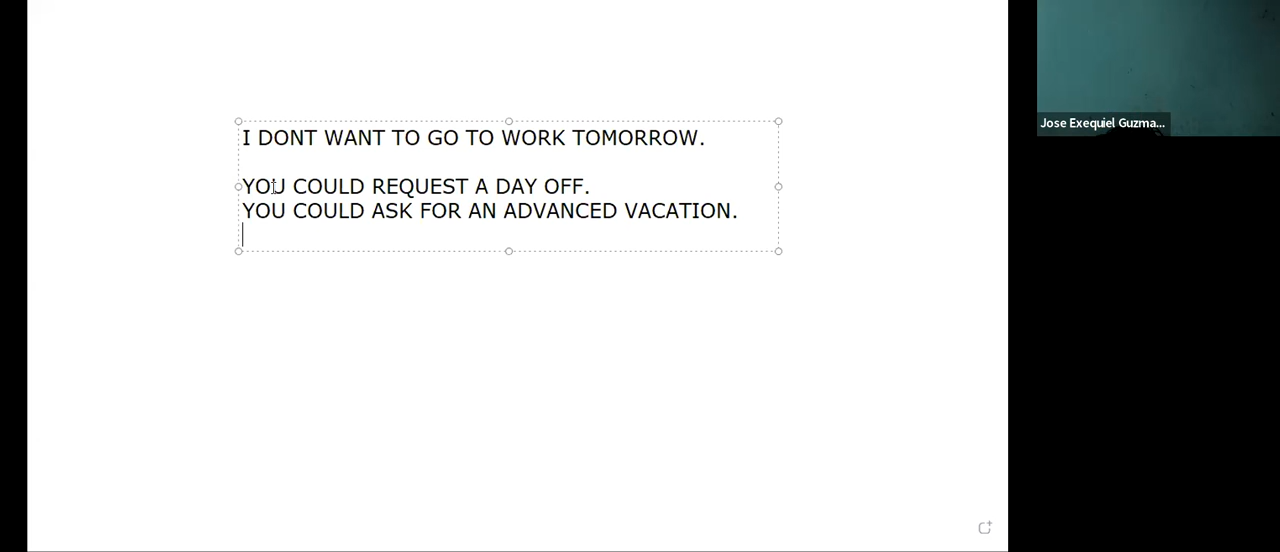 I DONT WANT TO GO TO WORK TOMORROW.
YOU COULD REQUEST A DAY OFF.
YOU COULD ASK FOR AN ADVANCED VACATION.
Jose Exequiel Guzma...